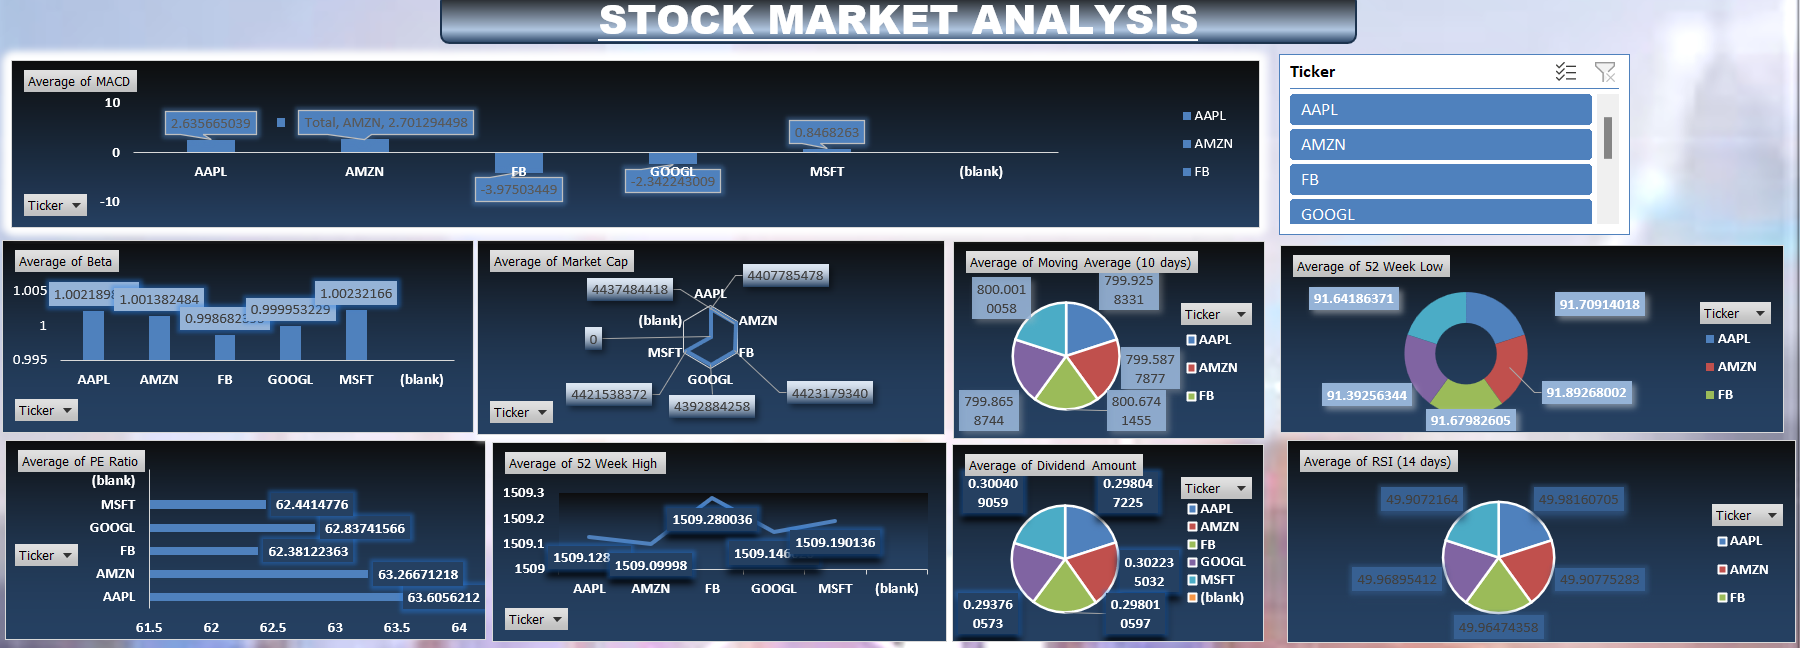 STOCK MARKET ANALYSIS
Average of MACD
10
0
-10
2.635665039
Total, AMZN, 2.701294498
-3.97503449
-2.342243009
0.8468263
AAPL
AMZN
FB
GOOGL
MSFT
(blank)
Ticker
AAPL
AMZN
FB
Ticker
AAPL
AMZN
FB
GOOGL
Average of Beta
1.005
1
0.995
1.001382484
0.999953229
1.00232166
AAPL
AMZN
FB
GOOGL
MSFT
(blank)
Ticker
Average of Market Cap
4437484418
4407785478
0
4421538372
4392884258
4423179340
AAPL
AMZN
FB
GOOGL
MSFT
(blank)
Ticker
Average of Moving Average (10 days)
800.001
0058
799.925
8331
799.587
7877
800.674
1455
799.865
8744
Ticker
AAPL
AMZN
FB
Average of 52 Week Low
91.64186371
91.70914018
91.39256344
91.89268002
91.67982605
Ticker
AAPL
AMZN
FB
Average of PE Ratio
(blank)
MSFT
GOOGL
FB
AMZN
AAPL
62.4414776
62.83741566
62.38122363
63.26671218
63.6056212
61.5
62
62.5
63
63.5
64
Ticker
Average of 52 Week High
1509.3
1509.2
1509.1
1509
1509.128
1509.09998
1509.280036
1509.146
1509.190136
AAPL
AMZN
FB
GOOGL
MSFT
(blank)
Ticker
Average of Dividend Amount
0.30040
9059
0.29804
7225
0.30223
5032
0.29801
0597
0.29376
0573
Ticker
AAPL
AMZN
FB
GOOGL
MSFT
(blank)
Average of RSI (14 days)
49.9072164
49.98160705
49.96895412
49.90775283
49.96474358
Ticker
AAPL
AMZN
FB